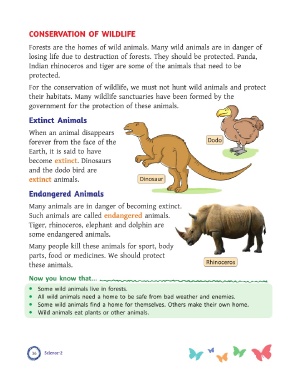 CONSERVATION OF WILDLIFE
Forests are the homes of wild animals. Many wild animals are in danger of
losing life due to destruction of forests. They should be protected. Panda,
Indian rhinoceros and tiger are some of the animals that need to be
protected.
For the conservation of wildlife, we must not hunt wild animals and protect
their habitats. Many wildlife sanctuaries have been formed by the
government for the protection of these animals.
Extinct Animals
When an animal disappears
forever from the face of the
Earth, it is said to have
become extinct. Dinosaurs
and the dodo bird are
extinct animals.
Dodo
Dinosaur
Endangered Animals
Many animals are in danger of becoming extinct.
Such animals are called endangered animals.
Tiger, rhinoceros, elephant and dolphin are
some endangered animals.
Many people kill these animals for sport, body
parts, food or medicines. We should protect
these animals.
Rhinoceros
Now you know that...
• Some wild animals live in forests.
• All wild animals need a home to be safe from bad weather and enemies.
• Some wild animals find a home for themselves. Others make their own home.
• Wild animals eat plants or other animals.
36 Science-2